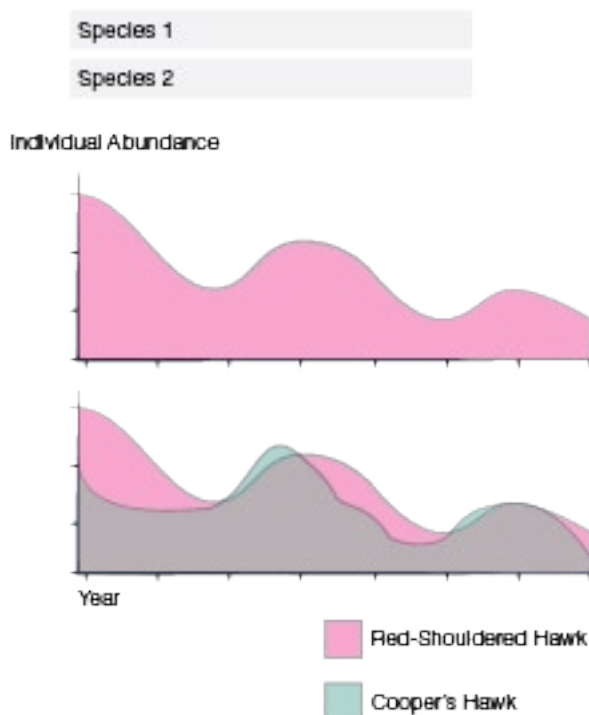 Species 1
Species 2
Individual Abundance
Year
Red-Shouldered Hawk
Cooper's Hawk